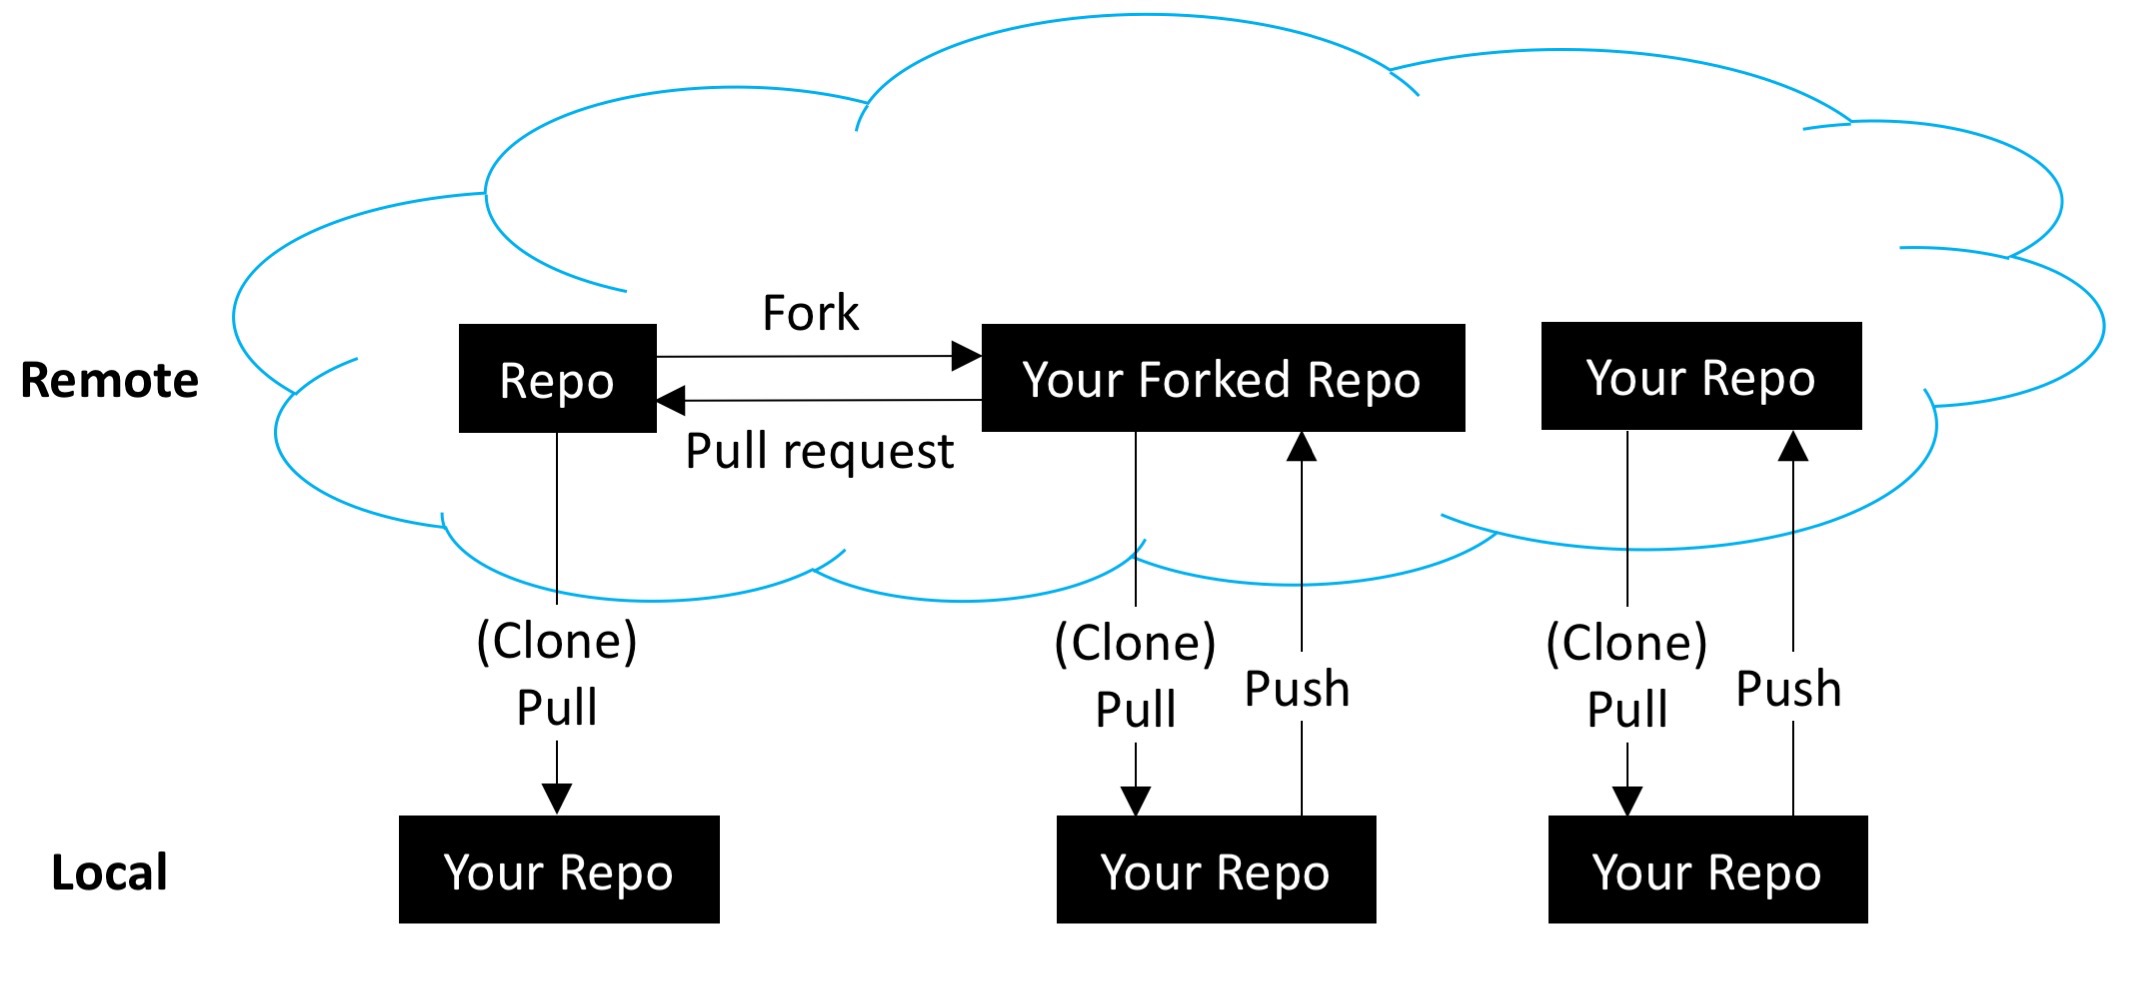 Fork
Remote
Repo
Your Forked Repo
Your Repo
Pull request
(Clone)
Pull
(Clone)
Pull
Push
(Clone)
Pull
Push
Local
Your Repo
Your Repo
Your Repo